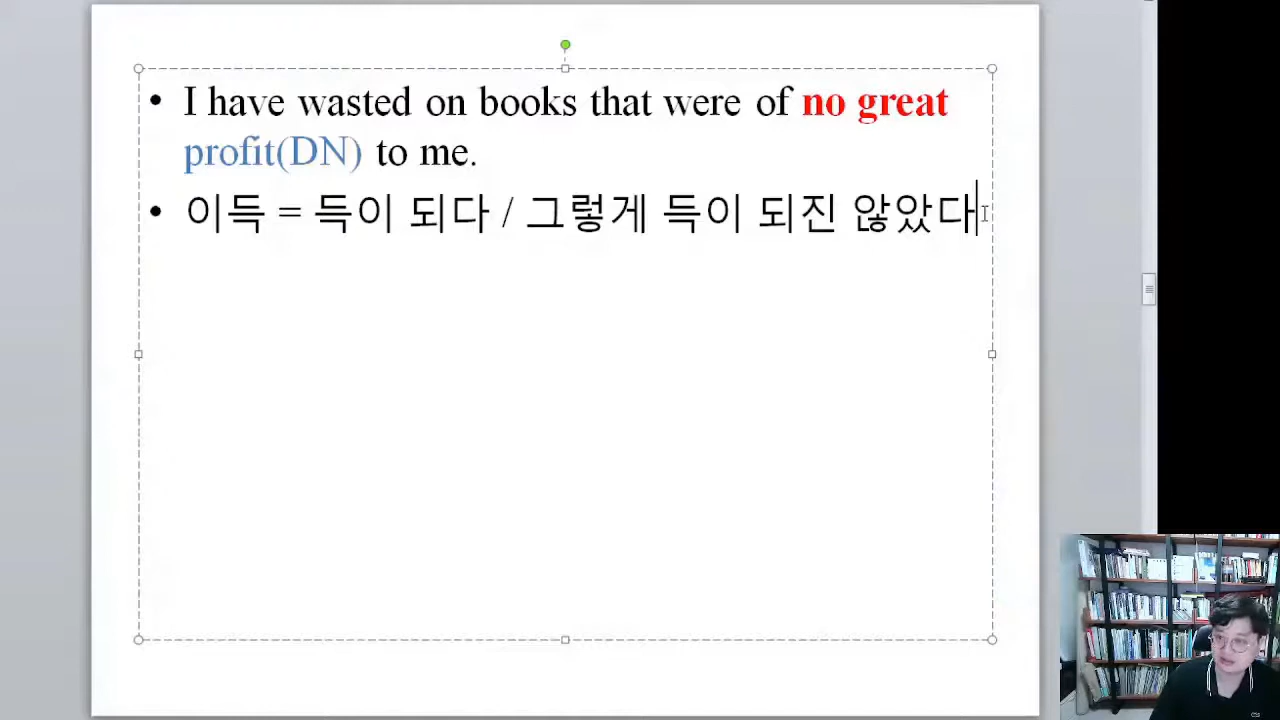 • I have wasted on books that were of no great
profit(DN) to me.
• 이득 = 득이 되다 / 그렇게 득이 되진 않았다